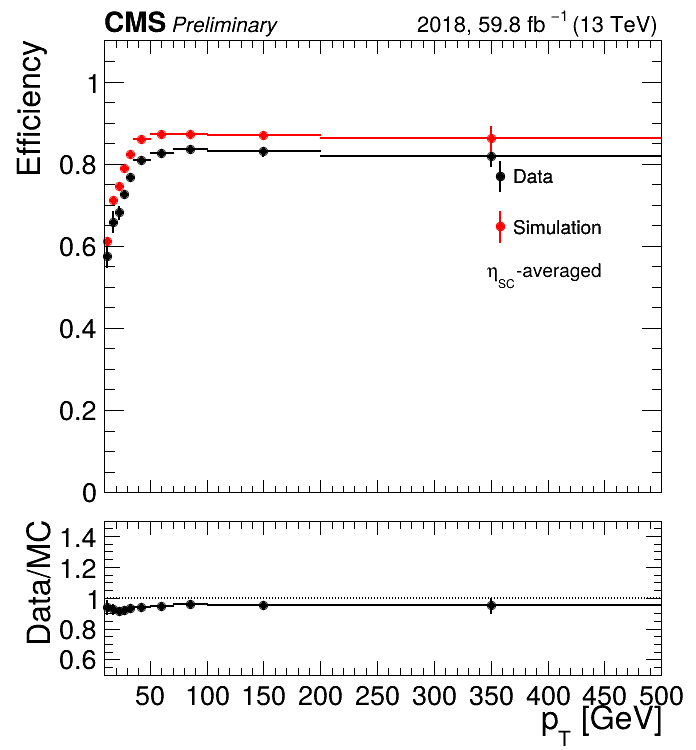 CMS Preliminary 2018, 59.8 fb⁻¹ (13 TeV)
Efficiency
1
0.8
0.6
0.4
0.2
0
Data
Simulation
η_SC-averaged
Data/MC
1.4
1.2
1
0.8
0.6
50 100 150 200 250 300 350 400 450 500
p_T [GeV]